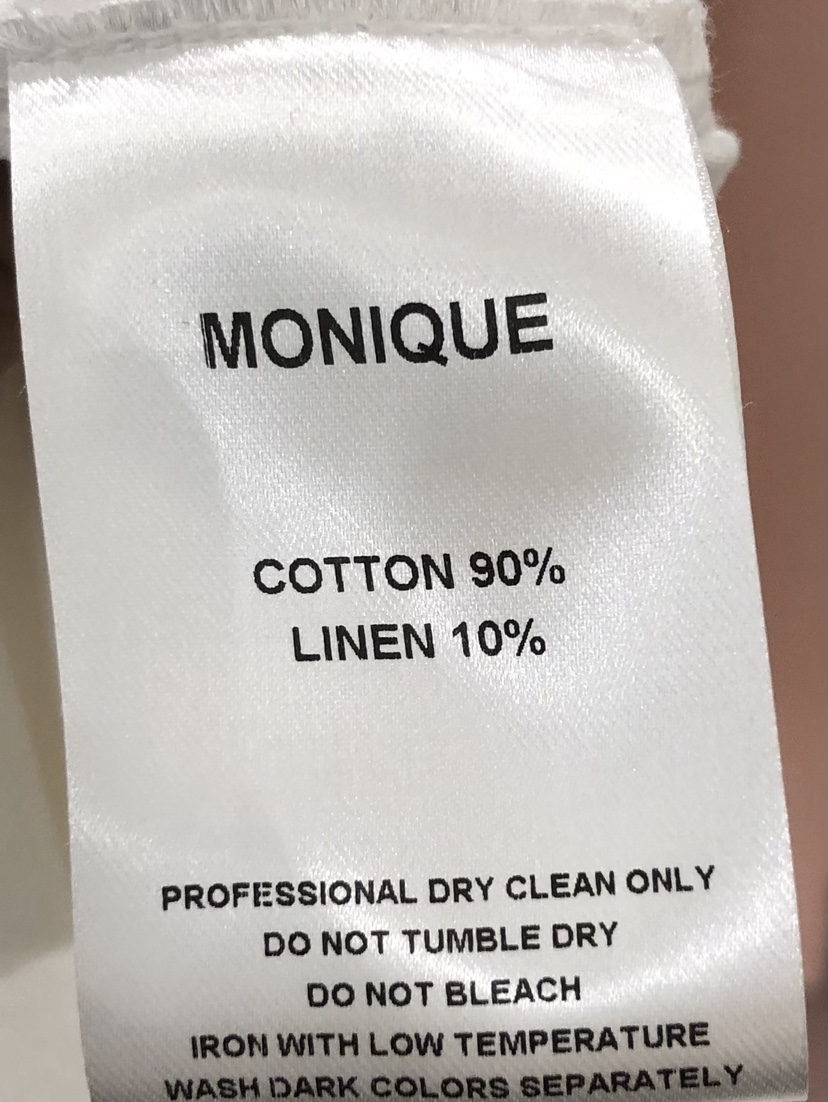 MONIQUE
COTTON 90%
LINEN 10%
PROFESSIONAL DRY CLEAN ONLY
DO NOT TUMBLE DRY
DO NOT BLEACH
IRON WITH LOW TEMPERATURE
WASH DARK COLORS SEPARATELY